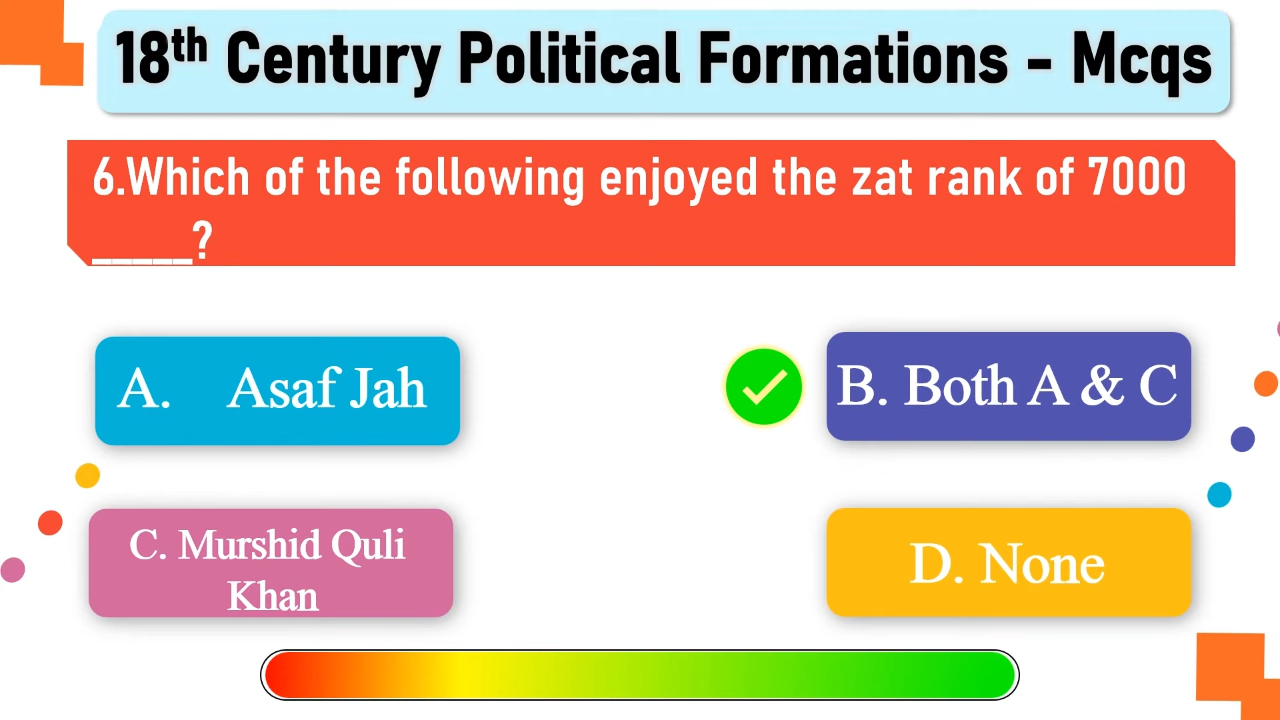 18th Century Political Formations - Mcqs
6.Which of the following enjoyed the zat rank of 7000
_____?
A. Asaf Jah
B. Both A & C
C. Murshid Quli
Khan
D. None